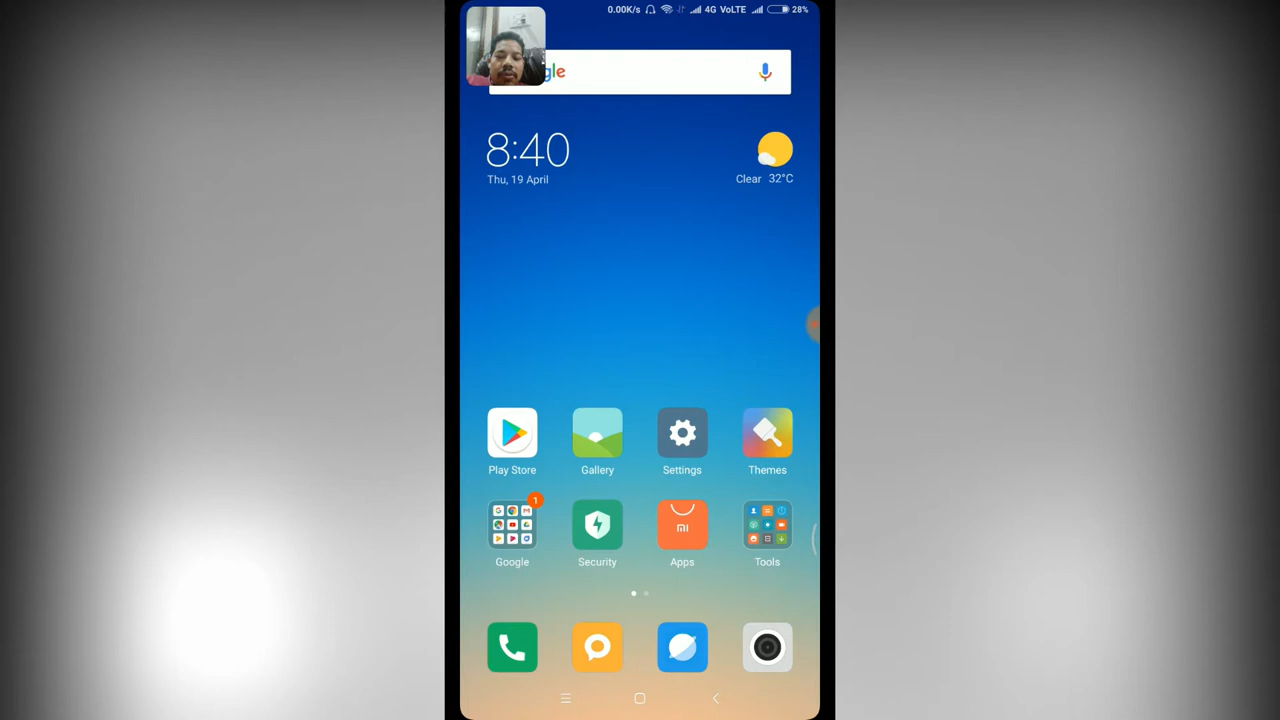 0.00K/s 4G VoLTE 28%
gle
8:40
Thu, 19 April
Clear 32°C
Play Store Gallery Settings Themes
1
mi
Google Security Apps Tools